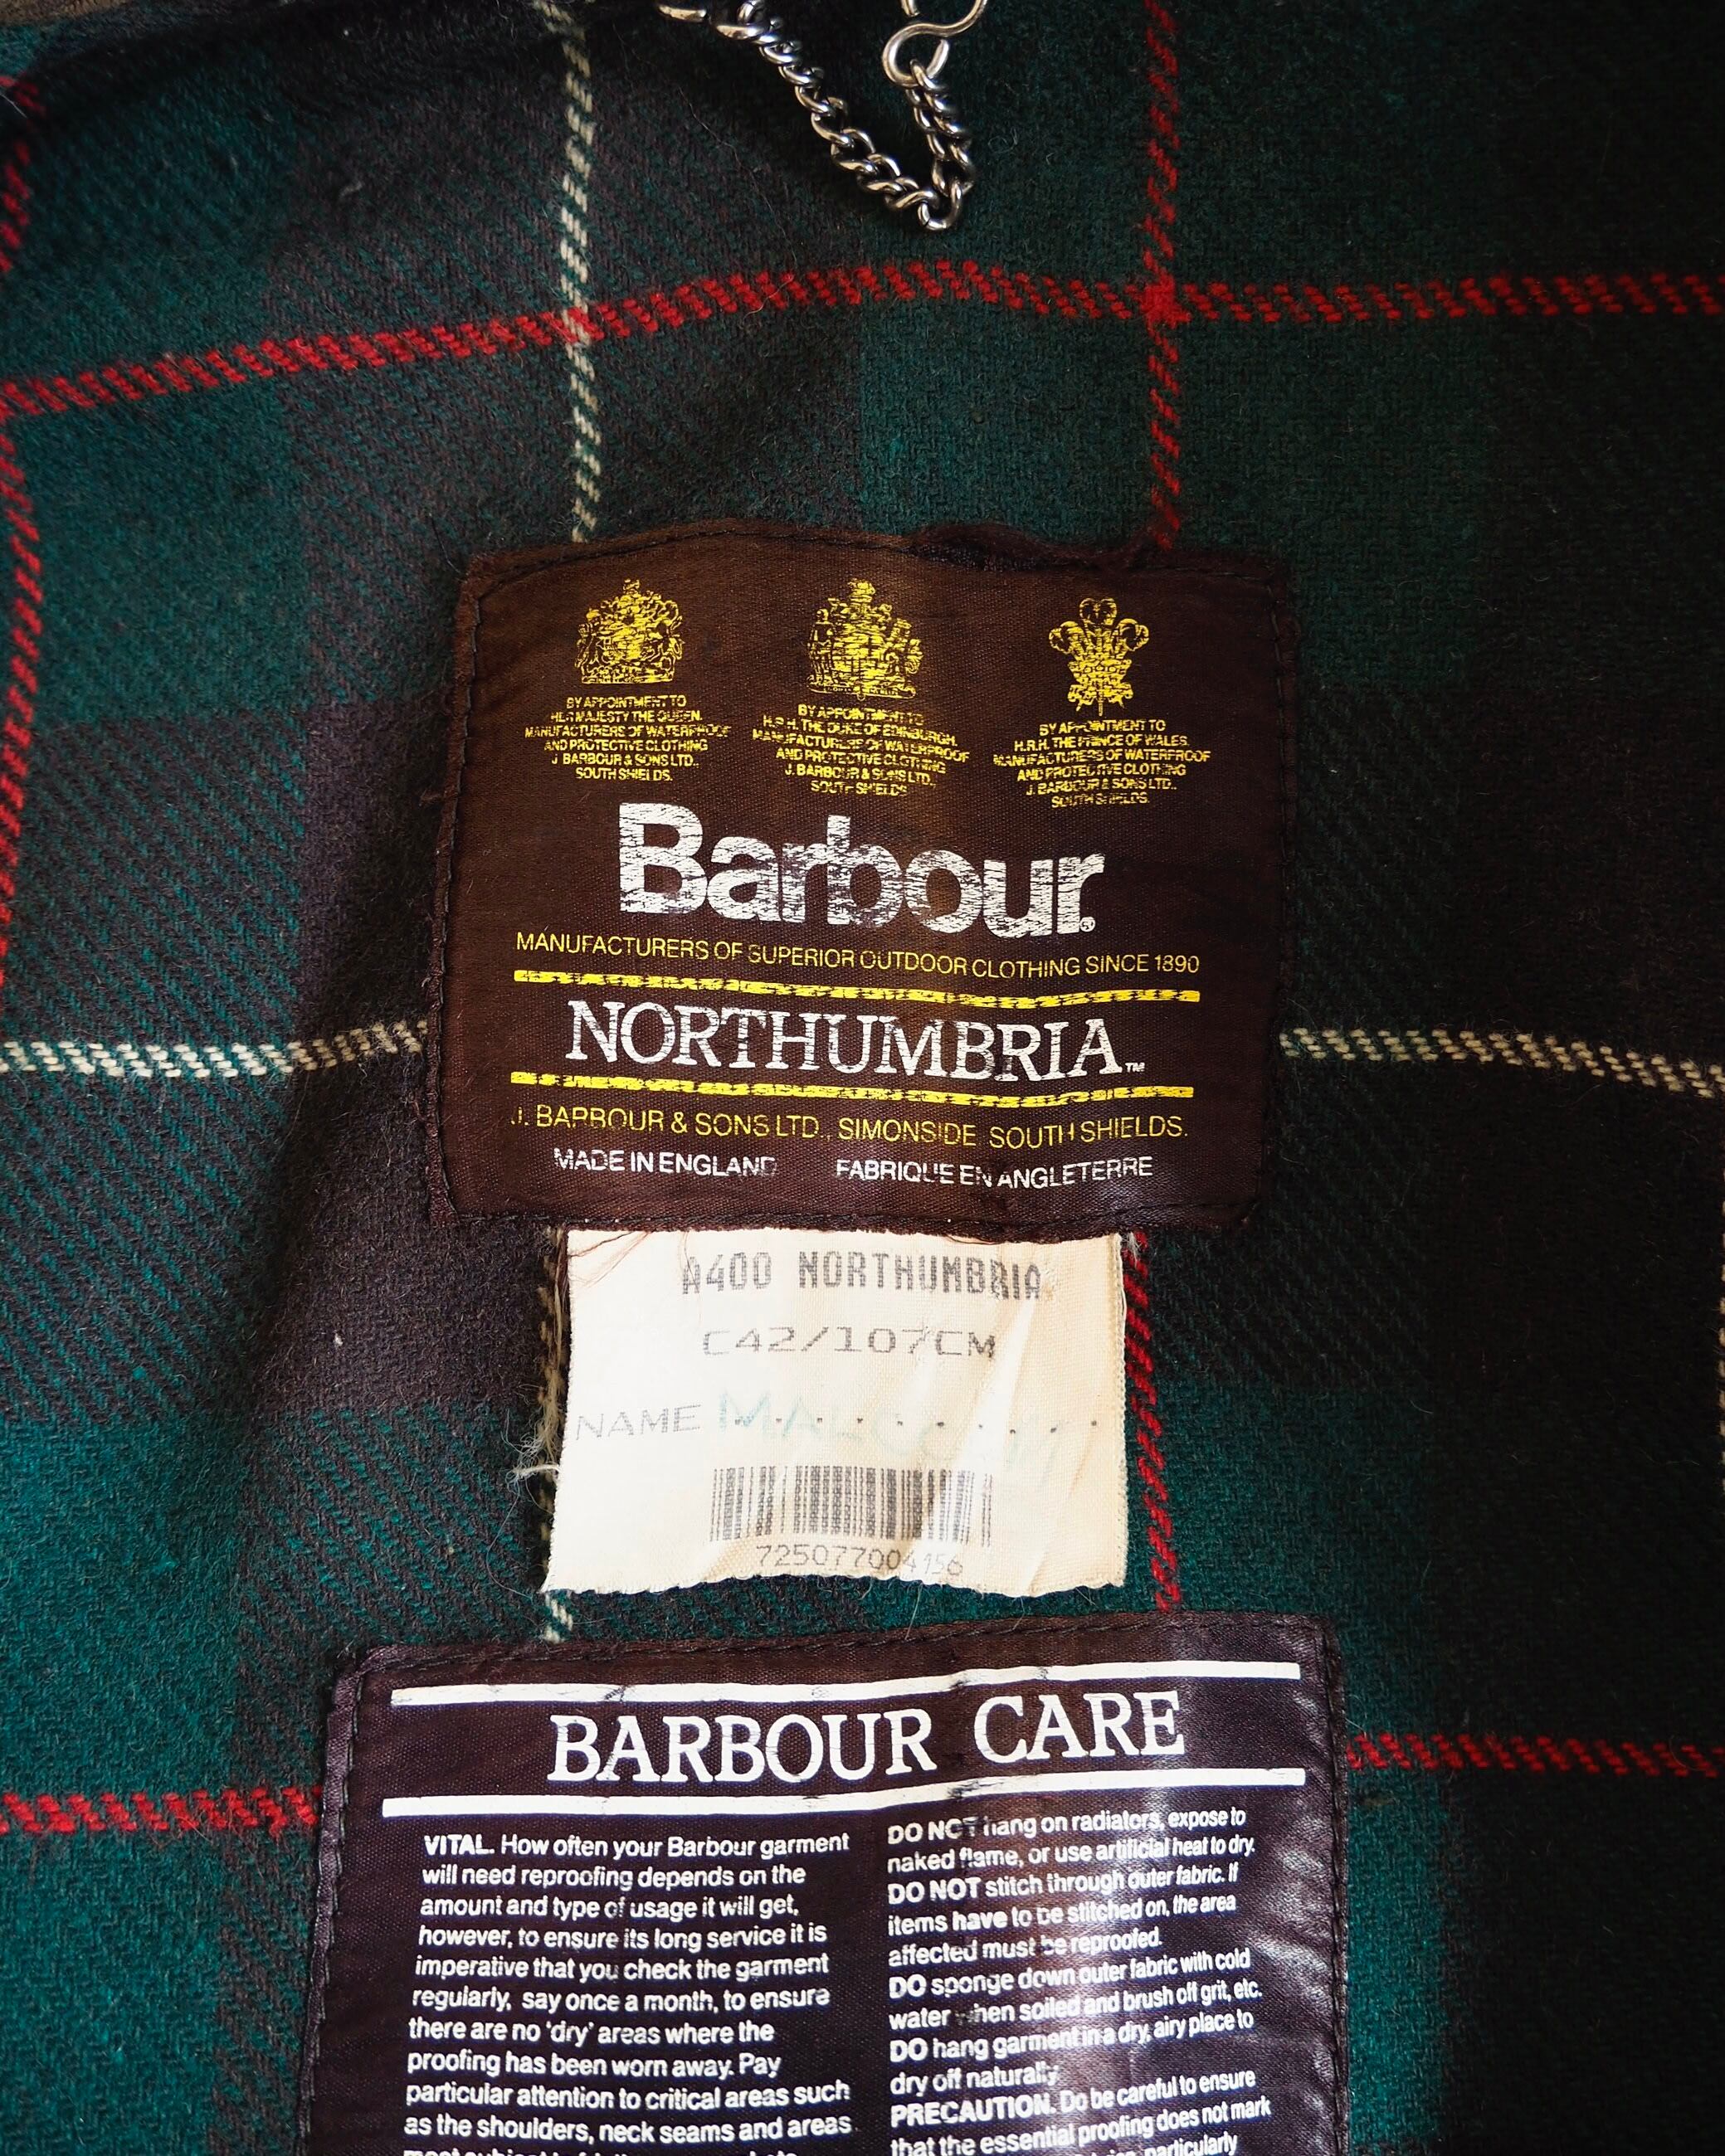 BY APPOINTMENT TO
HER MAJESTY THE QUEEN.
MANUFACTURERS OF WATERPROOF
AND PROTECTIVE CLOTHING
J. BARBOUR & SONS LTD.,
SOUTH SHIELDS.
BY APPOINTMENT TO
H.R.H. THE DUKE OF EDINBURGH.
MANUFACTURERS OF WATERPROOF
AND PROTECTIVE CLOTHING
J. BARBOUR & SONS LTD.,
SOUTH SHIELDS.
BY APPOINTMENT TO
H.R.H. THE PRINCE OF WALES.
MANUFACTURERS OF WATERPROOF
AND PROTECTIVE CLOTHING
J. BARBOUR & SONS LTD.,
SOUTH SHIELDS.
Barbour®
MANUFACTURERS OF SUPERIOR OUTDOOR CLOTHING SINCE 1890
NORTHUMBRIA™
J. BARBOUR & SONS LTD., SIMONSIDE, SOUTH SHIELDS.
MADE IN ENGLAND FABRIQUE EN ANGLETERRE
A400 NORTHUMBRIA
C42/107CM
NAME MALCOLM
725077004156
BARBOUR CARE
VITAL. How often your Barbour garment
will need reproofing depends on the
amount and type of usage it will get,
however, to ensure its long service it is
imperative that you check the garment
regularly, say once a month, to ensure
there are no 'dry' areas where the
proofing has been worn away. Pay
particular attention to critical areas such
as the shoulders, neck seams and areas
DO NOT hang on radiators, expose to
naked flame, or use artificial heat to dry.
DO NOT stitch through outer fabric. If
items have to be stitched on, the area
affected must be reproofed.
DO sponge down outer fabric with cold
water when soiled and brush off grit, etc.
DO hang garment in a dry, airy place to
dry off naturally.
PRECAUTION. Do be careful to ensure
that the essential proofing does not mark
particularly